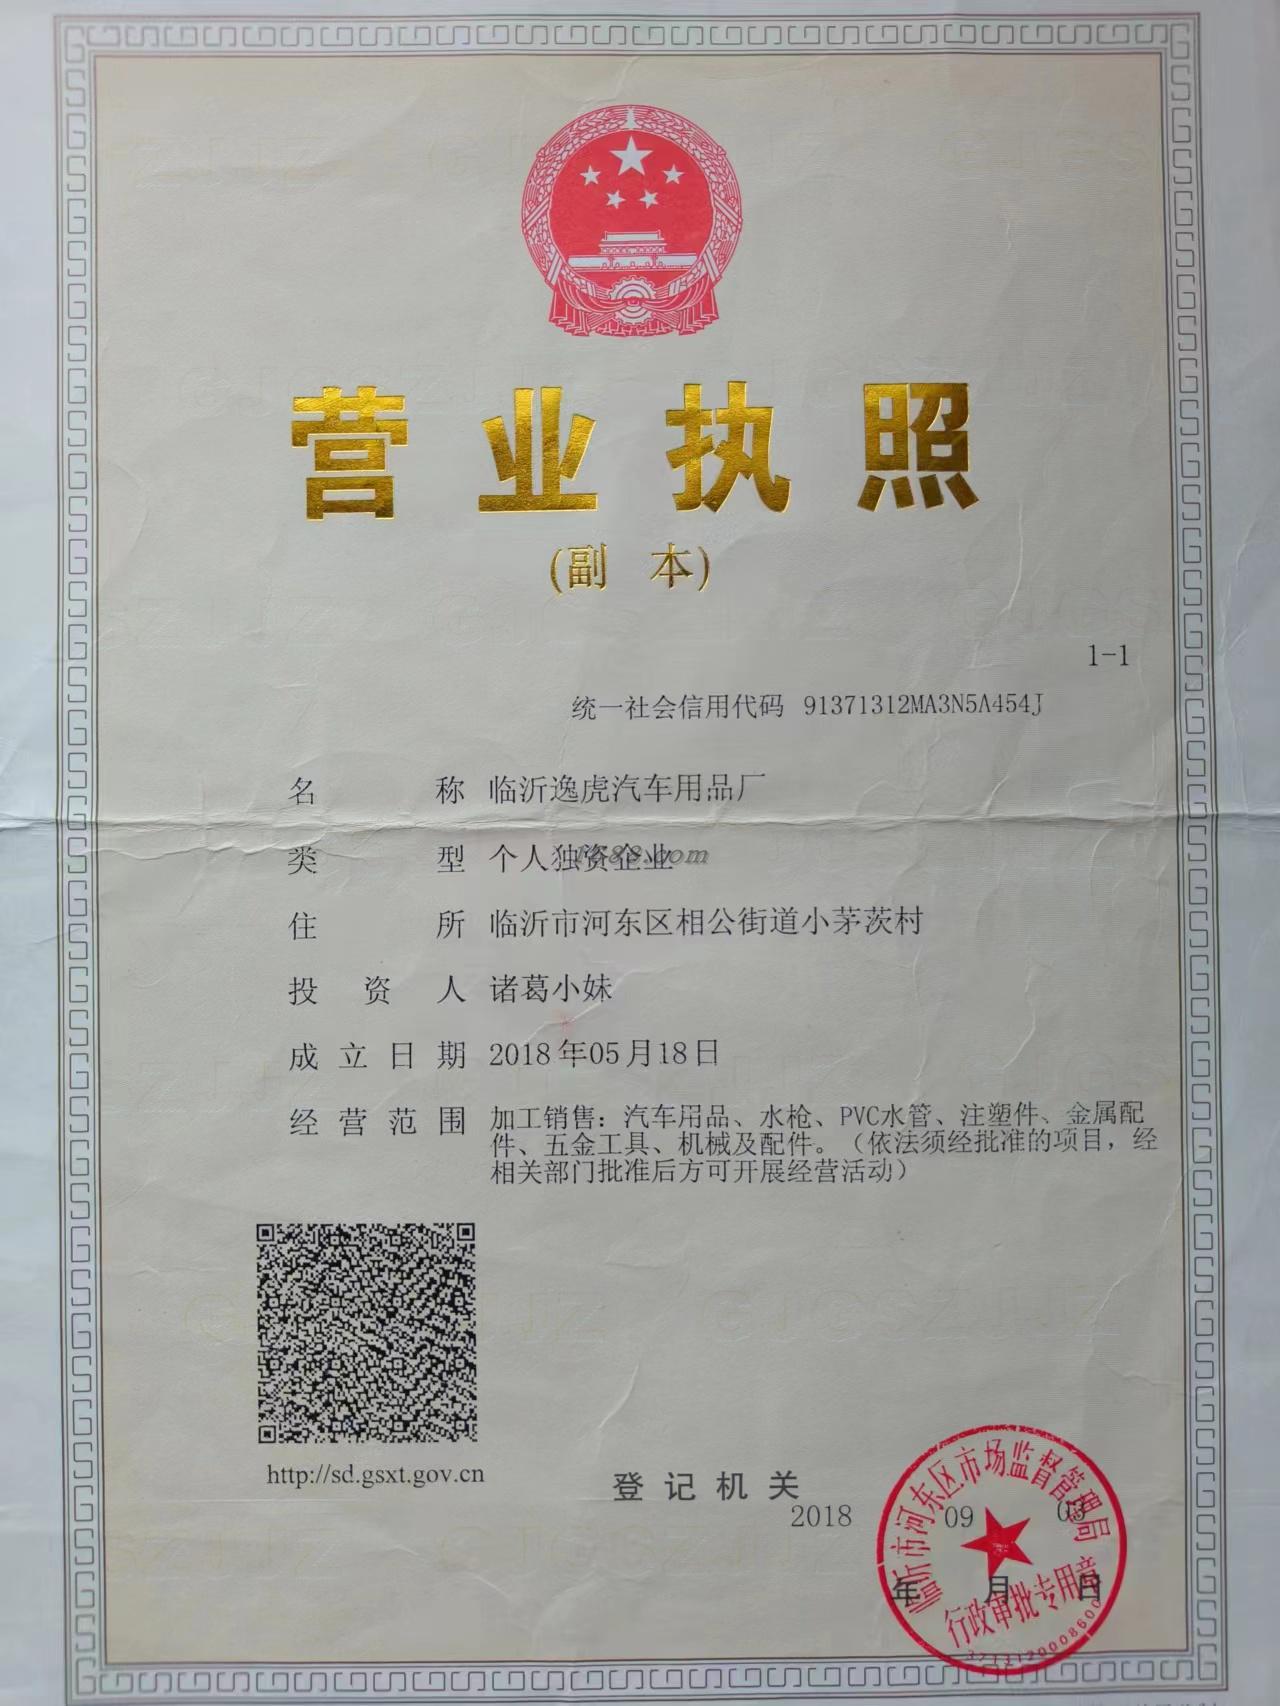 营业执照
(副 本)
1-1
统一社会信用代码 91371312MA3N5A454J
名称 临沂逸虎汽车用品厂
类型 个人独资企业
1688.com
住所 临沂市河东区相公街道小茅茨村
投资人 诸葛小妹
成立日期 2018年05月18日
经营范围 加工销售：汽车用品、水枪、PVC水管、注塑件、金属配
件、五金工具、机械及配件。（依法须经批准的项目，经
相关部门批准后方可开展经营活动）
http://sd.gsxt.gov.cn
登记机关
2018 09 03
年 月 日
临沂市河东区市场监督管理局
行政审批专用章